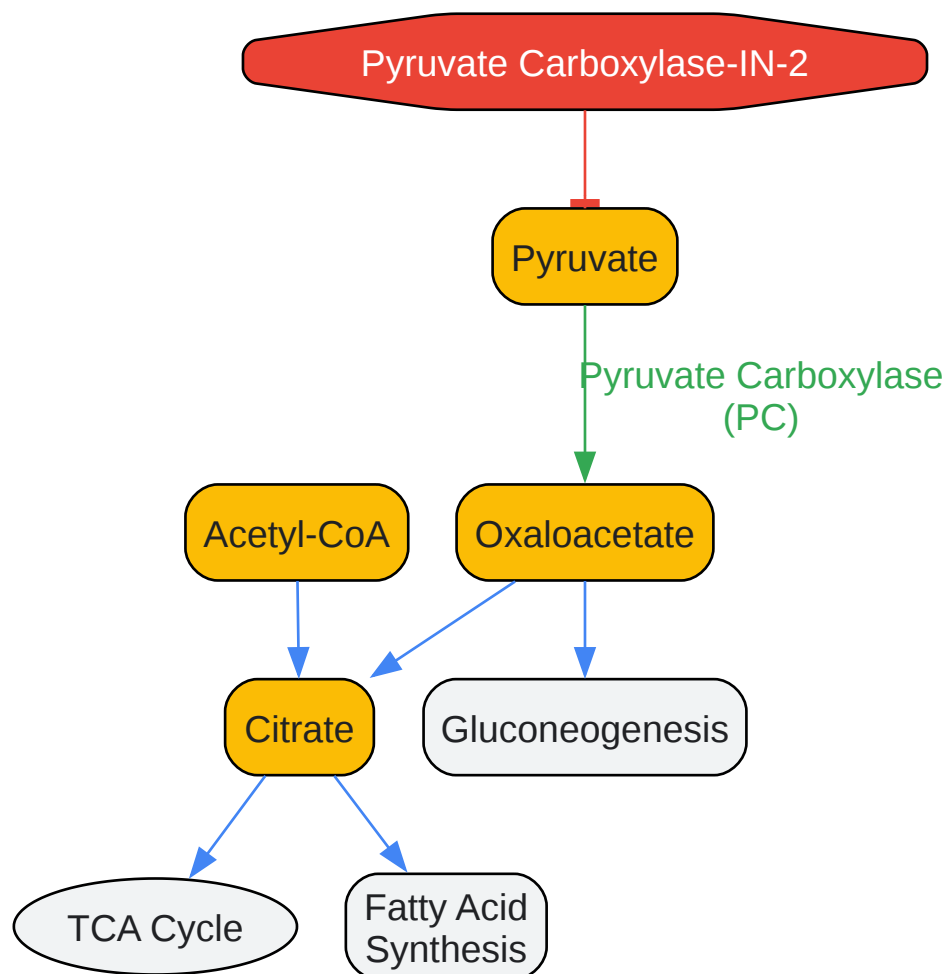 Pyruvate Carboxylase-IN-2
Pyruvate
Pyruvate Carboxylase
(PC)
Acetyl-CoA
Oxaloacetate
Citrate
Gluconeogenesis
TCA Cycle
Fatty Acid
Synthesis